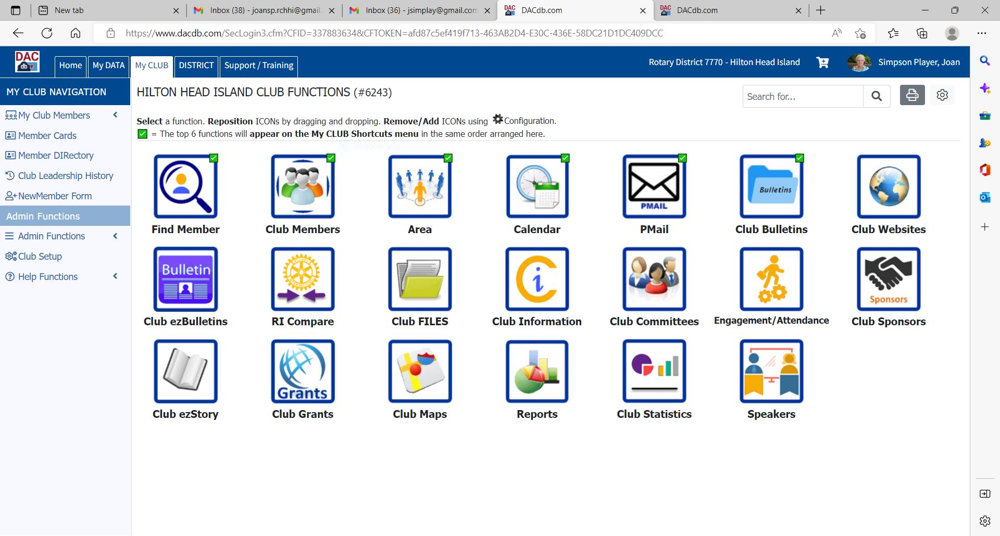 New tab
Inbox (38) - joansp.rchhi@gmail.
Inbox (36) - jsimplay@gmail.com
DACdb.com
DACdb.com
https://www.dacdb.com/SecLogin3.cfm?CFID=337883634&CFTOKEN=afd87c5ef419f713-463AB2D4-E30C-436E-58DC21D1DC409DCC
DAC
db
Home
My DATA
My CLUB
DISTRICT
Support / Training
Rotary District 7770 - Hilton Head Island
Simpson Player, Joan
MY CLUB NAVIGATION
My Club Members
Member Cards
Member DIRectory
Club Leadership History
NewMember Form
Admin Functions
Admin Functions
Club Setup
Help Functions
HILTON HEAD ISLAND CLUB FUNCTIONS (#6243)
Search for...
Select a function. Reposition ICONs by dragging and dropping. Remove/Add ICONs using Configuration.
= The top 6 functions will appear on the My CLUB Shortcuts menu in the same order arranged here.
Window Snip
PMAIL
Bulletins
Find Member
Club Members
Area
Calendar
PMail
Club Bulletins
Club Websites
Bulletin
Sponsors
Club ezBulletins
RI Compare
Club FILES
Club Information
Club Committees
Engagement/Attendance
Club Sponsors
Grants
Club ezStory
Club Grants
Club Maps
Reports
Club Statistics
Speakers